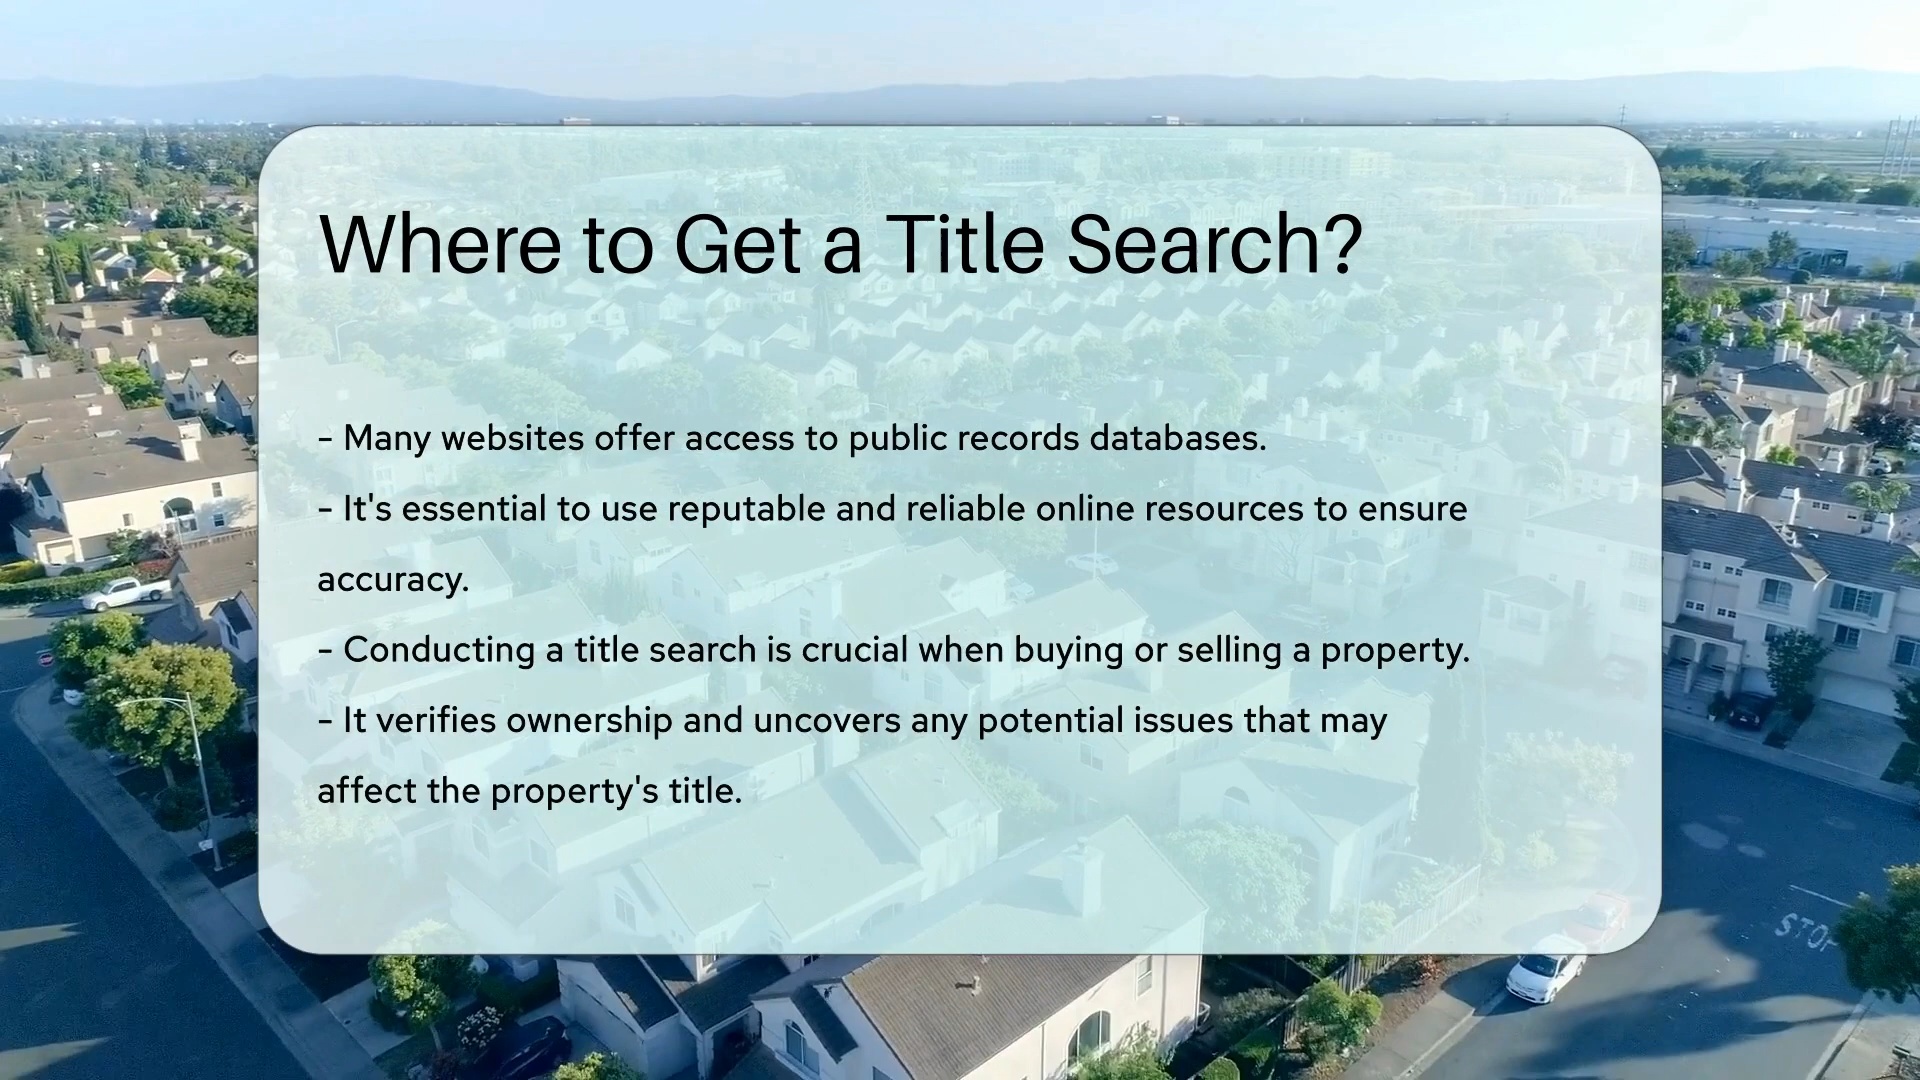 Where to Get a Title Search?
- Many websites offer access to public records databases.
- It's essential to use reputable and reliable online resources to ensure
accuracy.
- Conducting a title search is crucial when buying or selling a property.
- It verifies ownership and uncovers any potential issues that may
affect the property's title.
STOP